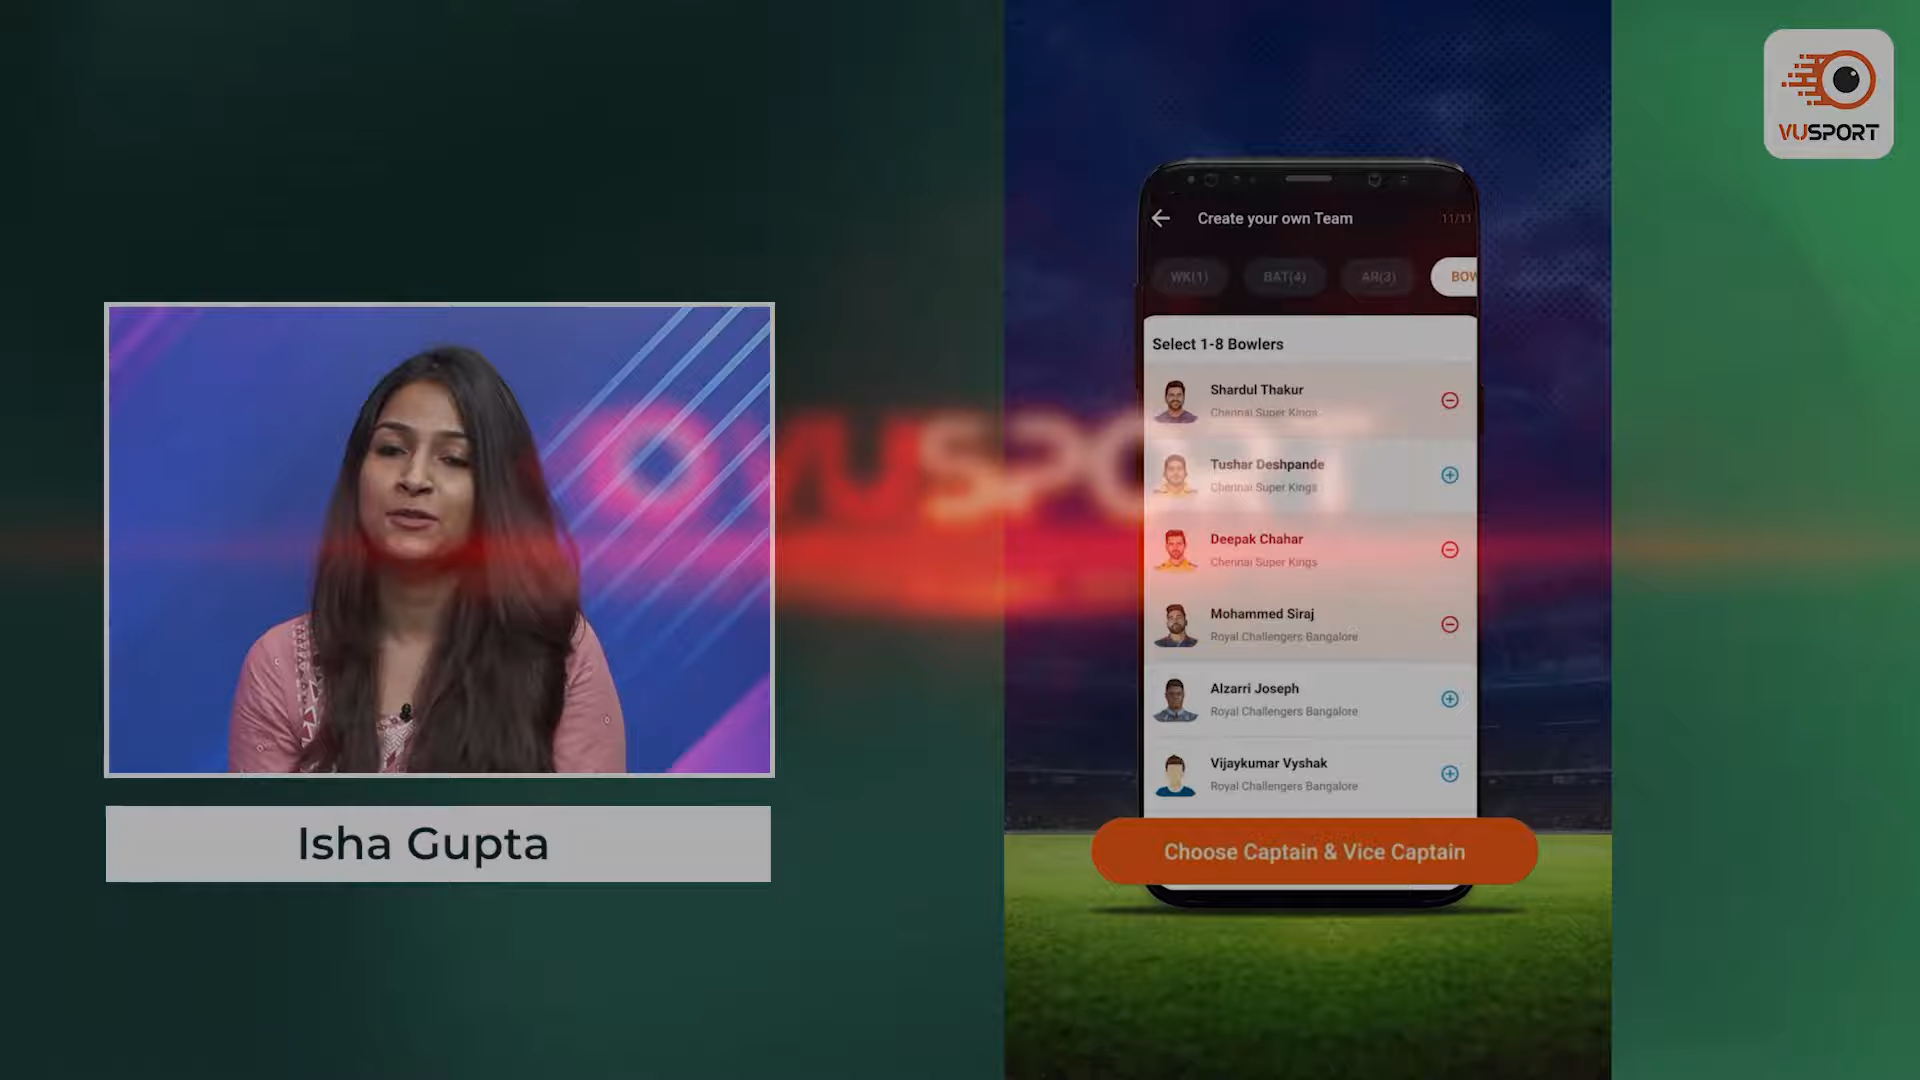 VUSPORT
Create your own Team
11/11
WK(1)
BAT(4)
AR(3)
BOW
Select 1-8 Bowlers
Shardul Thakur
Chennai Super Kings
Tushar Deshpande
Chennai Super Kings
VUSPORT
Deepak Chahar
Chennai Super Kings
Mohammed Siraj
Royal Challengers Bangalore
Alzarri Joseph
Royal Challengers Bangalore
Vijaykumar Vyshak
Royal Challengers Bangalore
Choose Captain & Vice Captain
Isha Gupta